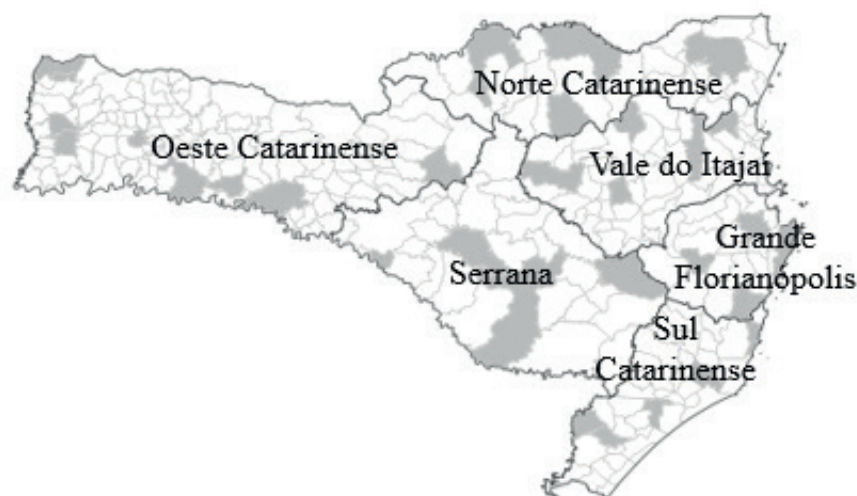 Norte Catarinense
Oeste Catarinense
Vale do Itajaí
Grande
Florianópolis
Serrana
Sul
Catarinense